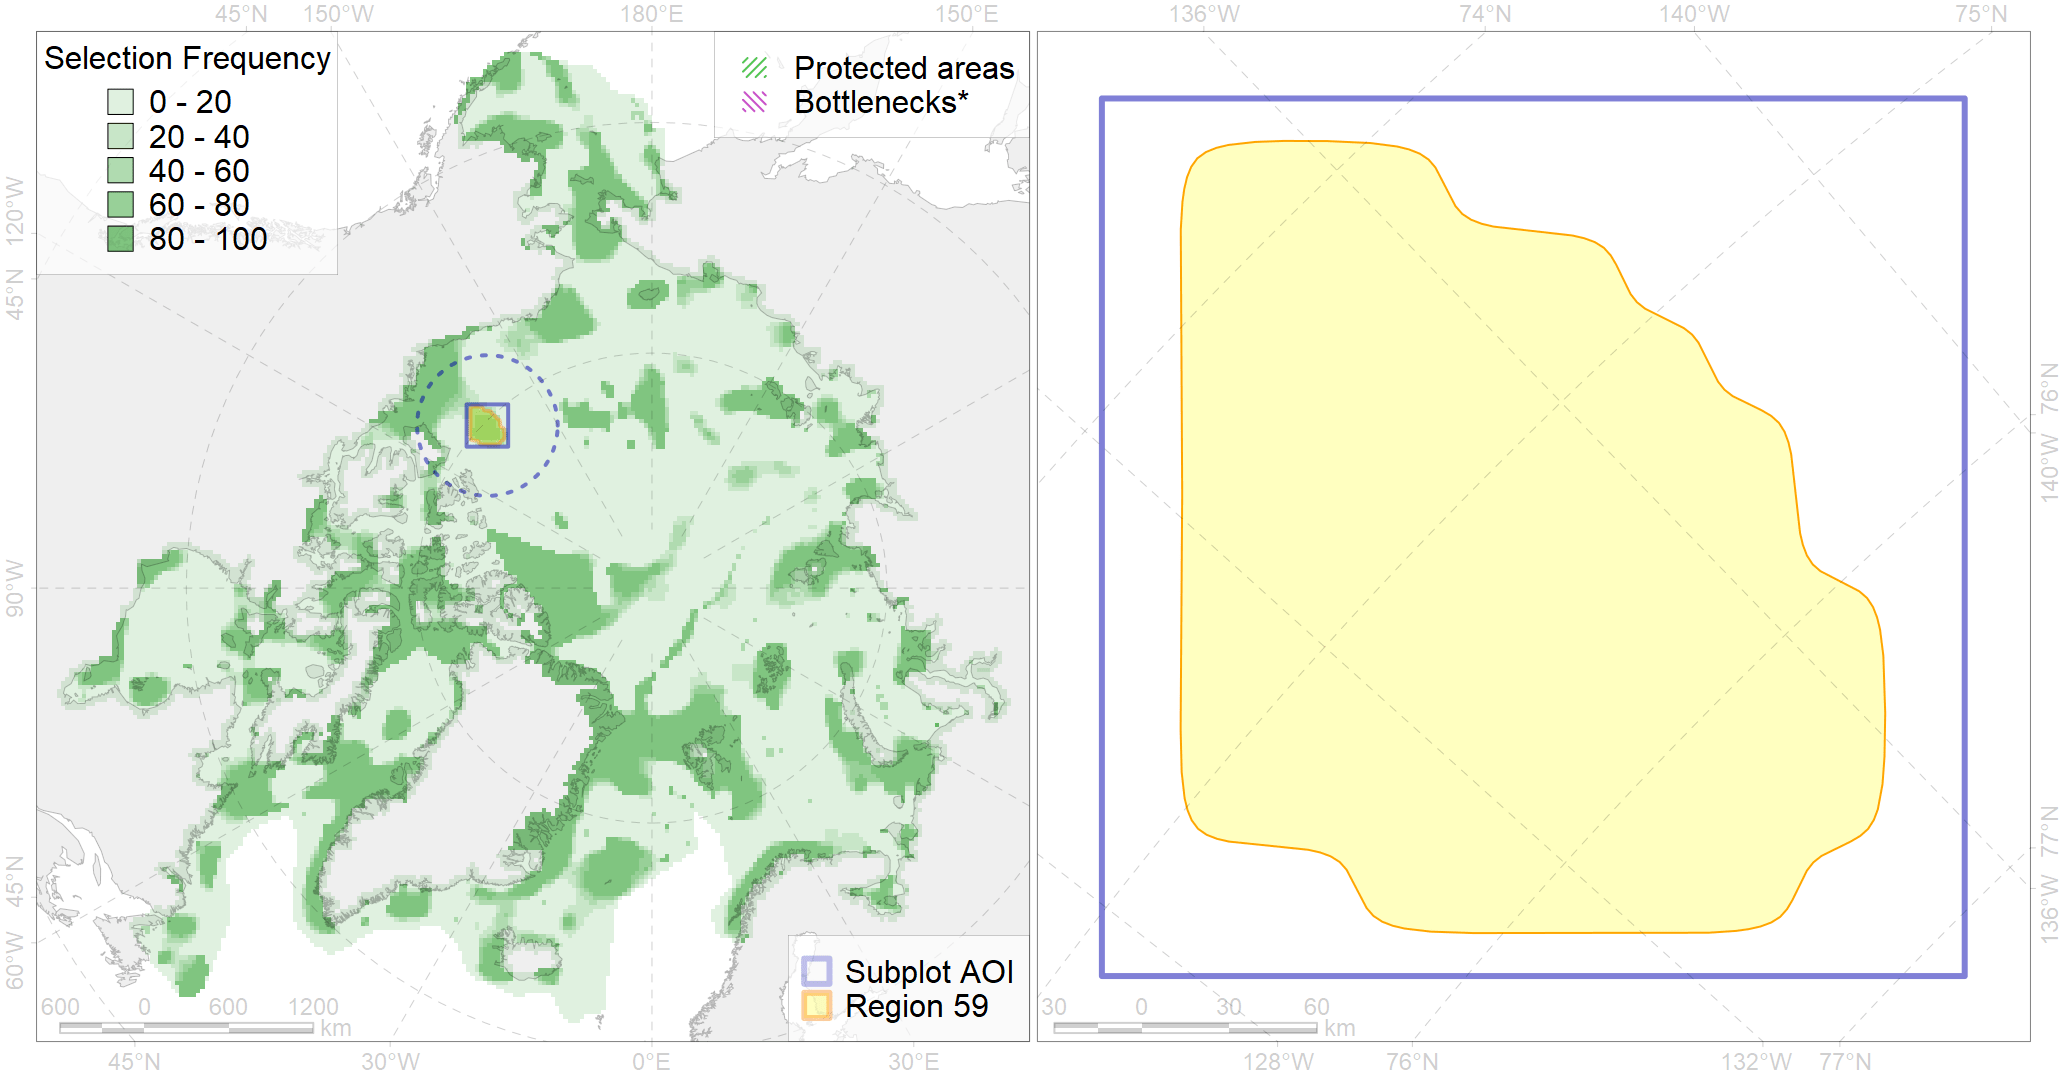 45°N 150°W 180°E 150°E 136°W 74°N 140°W 75°N
Selection Frequency
0 - 20
20 - 40
40 - 60
60 - 80
80 - 100
Protected areas
Bottlenecks*
120°W
45°N
90°W
45°N
60°W
76°N
140°W
77°N
136°W
Subplot AOI
Region 59
600 0 600 1200
km
30 0 30 60
km
45°N 30°W 0°E 30°E 128°W 76°N 132°W 77°N